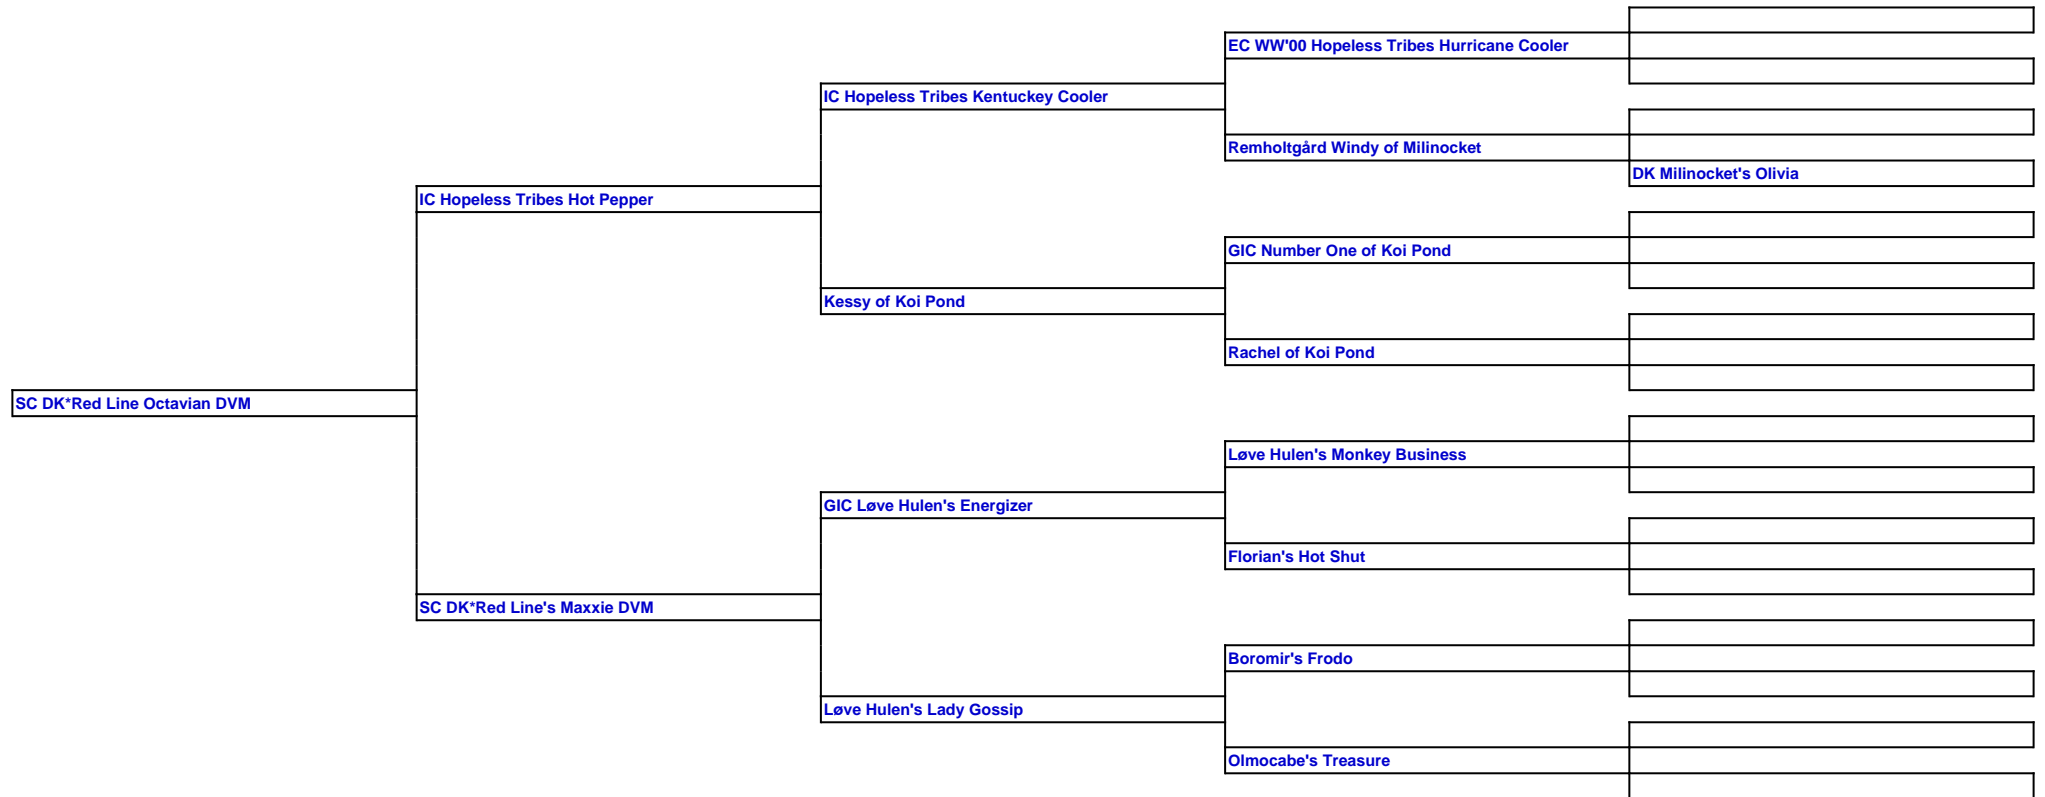 EC WW'00 Hopeless Tribes Hurricane Cooler
IC Hopeless Tribes Kentuckey Cooler
Remholtgård Windy of Milinocket
DK Milinocket's Olivia
IC Hopeless Tribes Hot Pepper
GIC Number One of Koi Pond
Kessy of Koi Pond
Rachel of Koi Pond
SC DK*Red Line Octavian DVM
Løve Hulen's Monkey Business
GIC Løve Hulen's Energizer
Florian's Hot Shut
SC DK*Red Line's Maxxie DVM
Boromir's Frodo
Løve Hulen's Lady Gossip
Olmocabe's Treasure